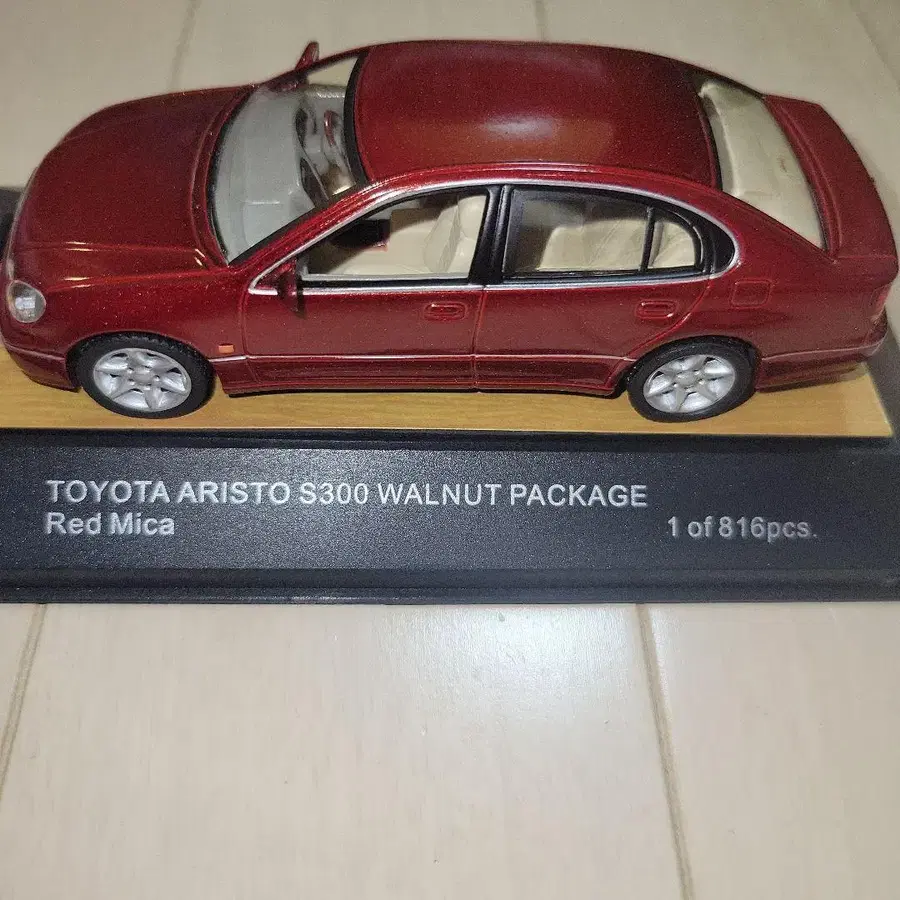 TOYOTA ARISTO S300 WALNUT PACKAGE
Red Mica
1 of 816pcs.